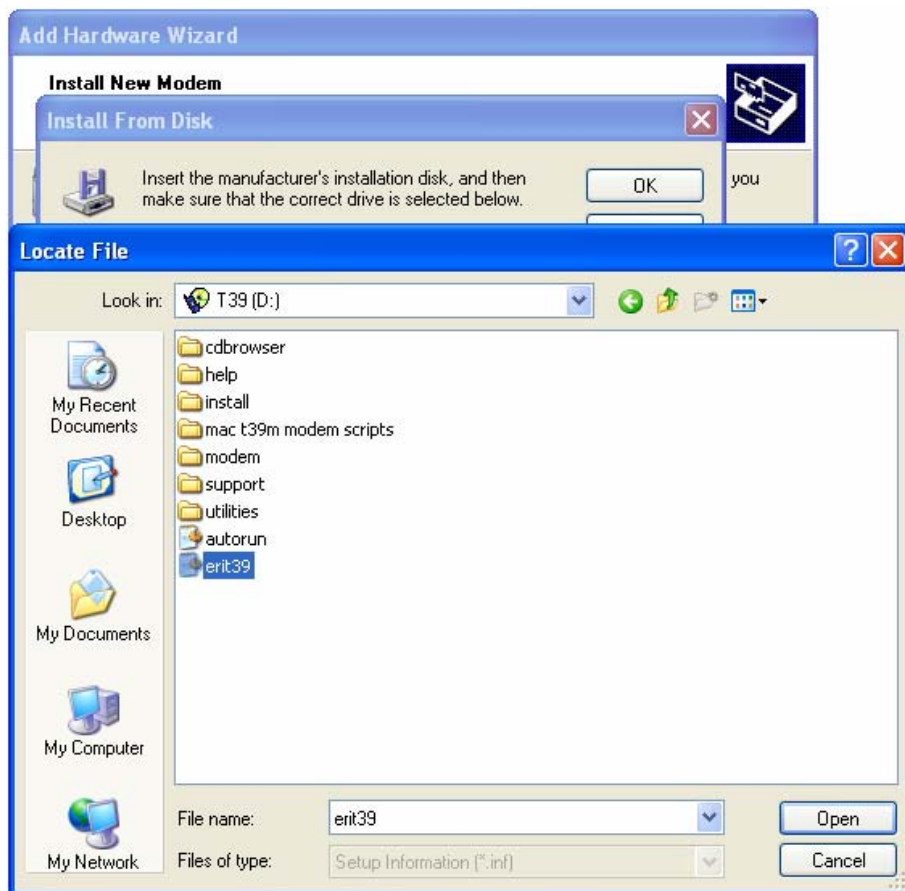 Add Hardware Wizard
Install New Modem
Install From Disk
Insert the manufacturer's installation disk, and then
make sure that the correct drive is selected below.
OK
you
Locate File
Look in:
T39 (D:)
My Recent
Documents
Desktop
My Documents
My Computer
My Network
cdbrowser
help
install
mac t39m modem scripts
modem
support
utilities
autorun
erit39
File name:
erit39
Open
Files of type:
Setup Information (*.inf)
Cancel